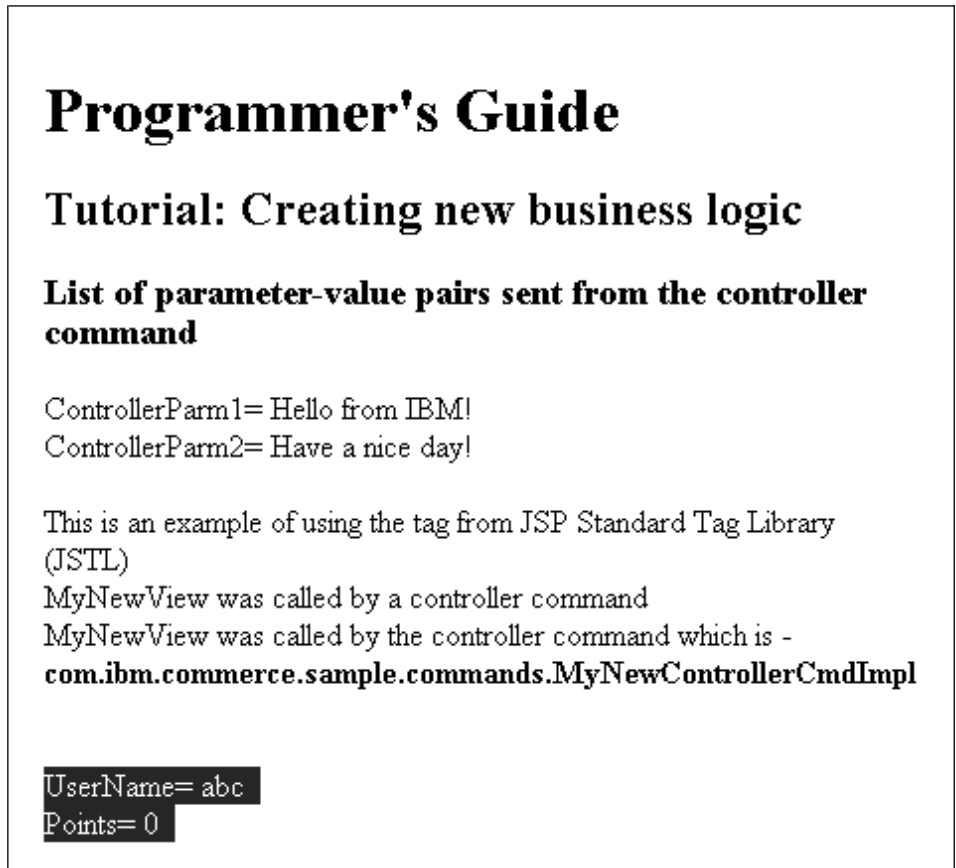 Programmer's Guide
Tutorial: Creating new business logic
List of parameter-value pairs sent from the controller
command
ControllerParm1= Hello from IBM!
ControllerParm2= Have a nice day!
This is an example of using the tag from JSP Standard Tag Library
(JSTL)
MyNewView was called by a controller command
MyNewView was called by the controller command which is -
com.ibm.commerce.sample.commands.MyNewControllerCmdImpl
UserName= abc
Points= 0